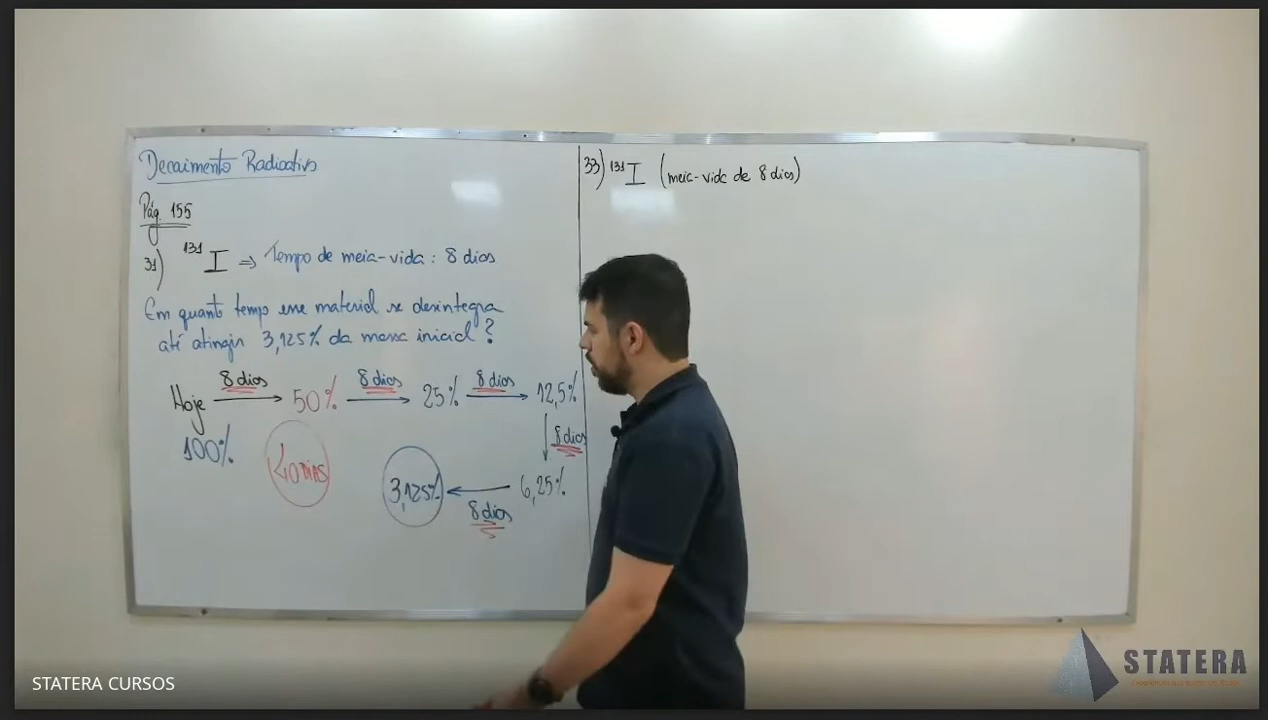 Decaimento Radioativo
Pág. 155
31) ¹³¹I ⇒ Tempo de meia-vida: 8 dias
Em quanto tempo esse material se desintegra
até atingir 3,125% da massa inicial?
Hoje 8 dias 50% 8 dias 25% 8 dias 12,5%
100%
8 dias
40 DIAS
3,125% 6,25%
8 dias
33) ¹³¹I (meia-vida de 8 dias)
STATERA CURSOS
STATERA